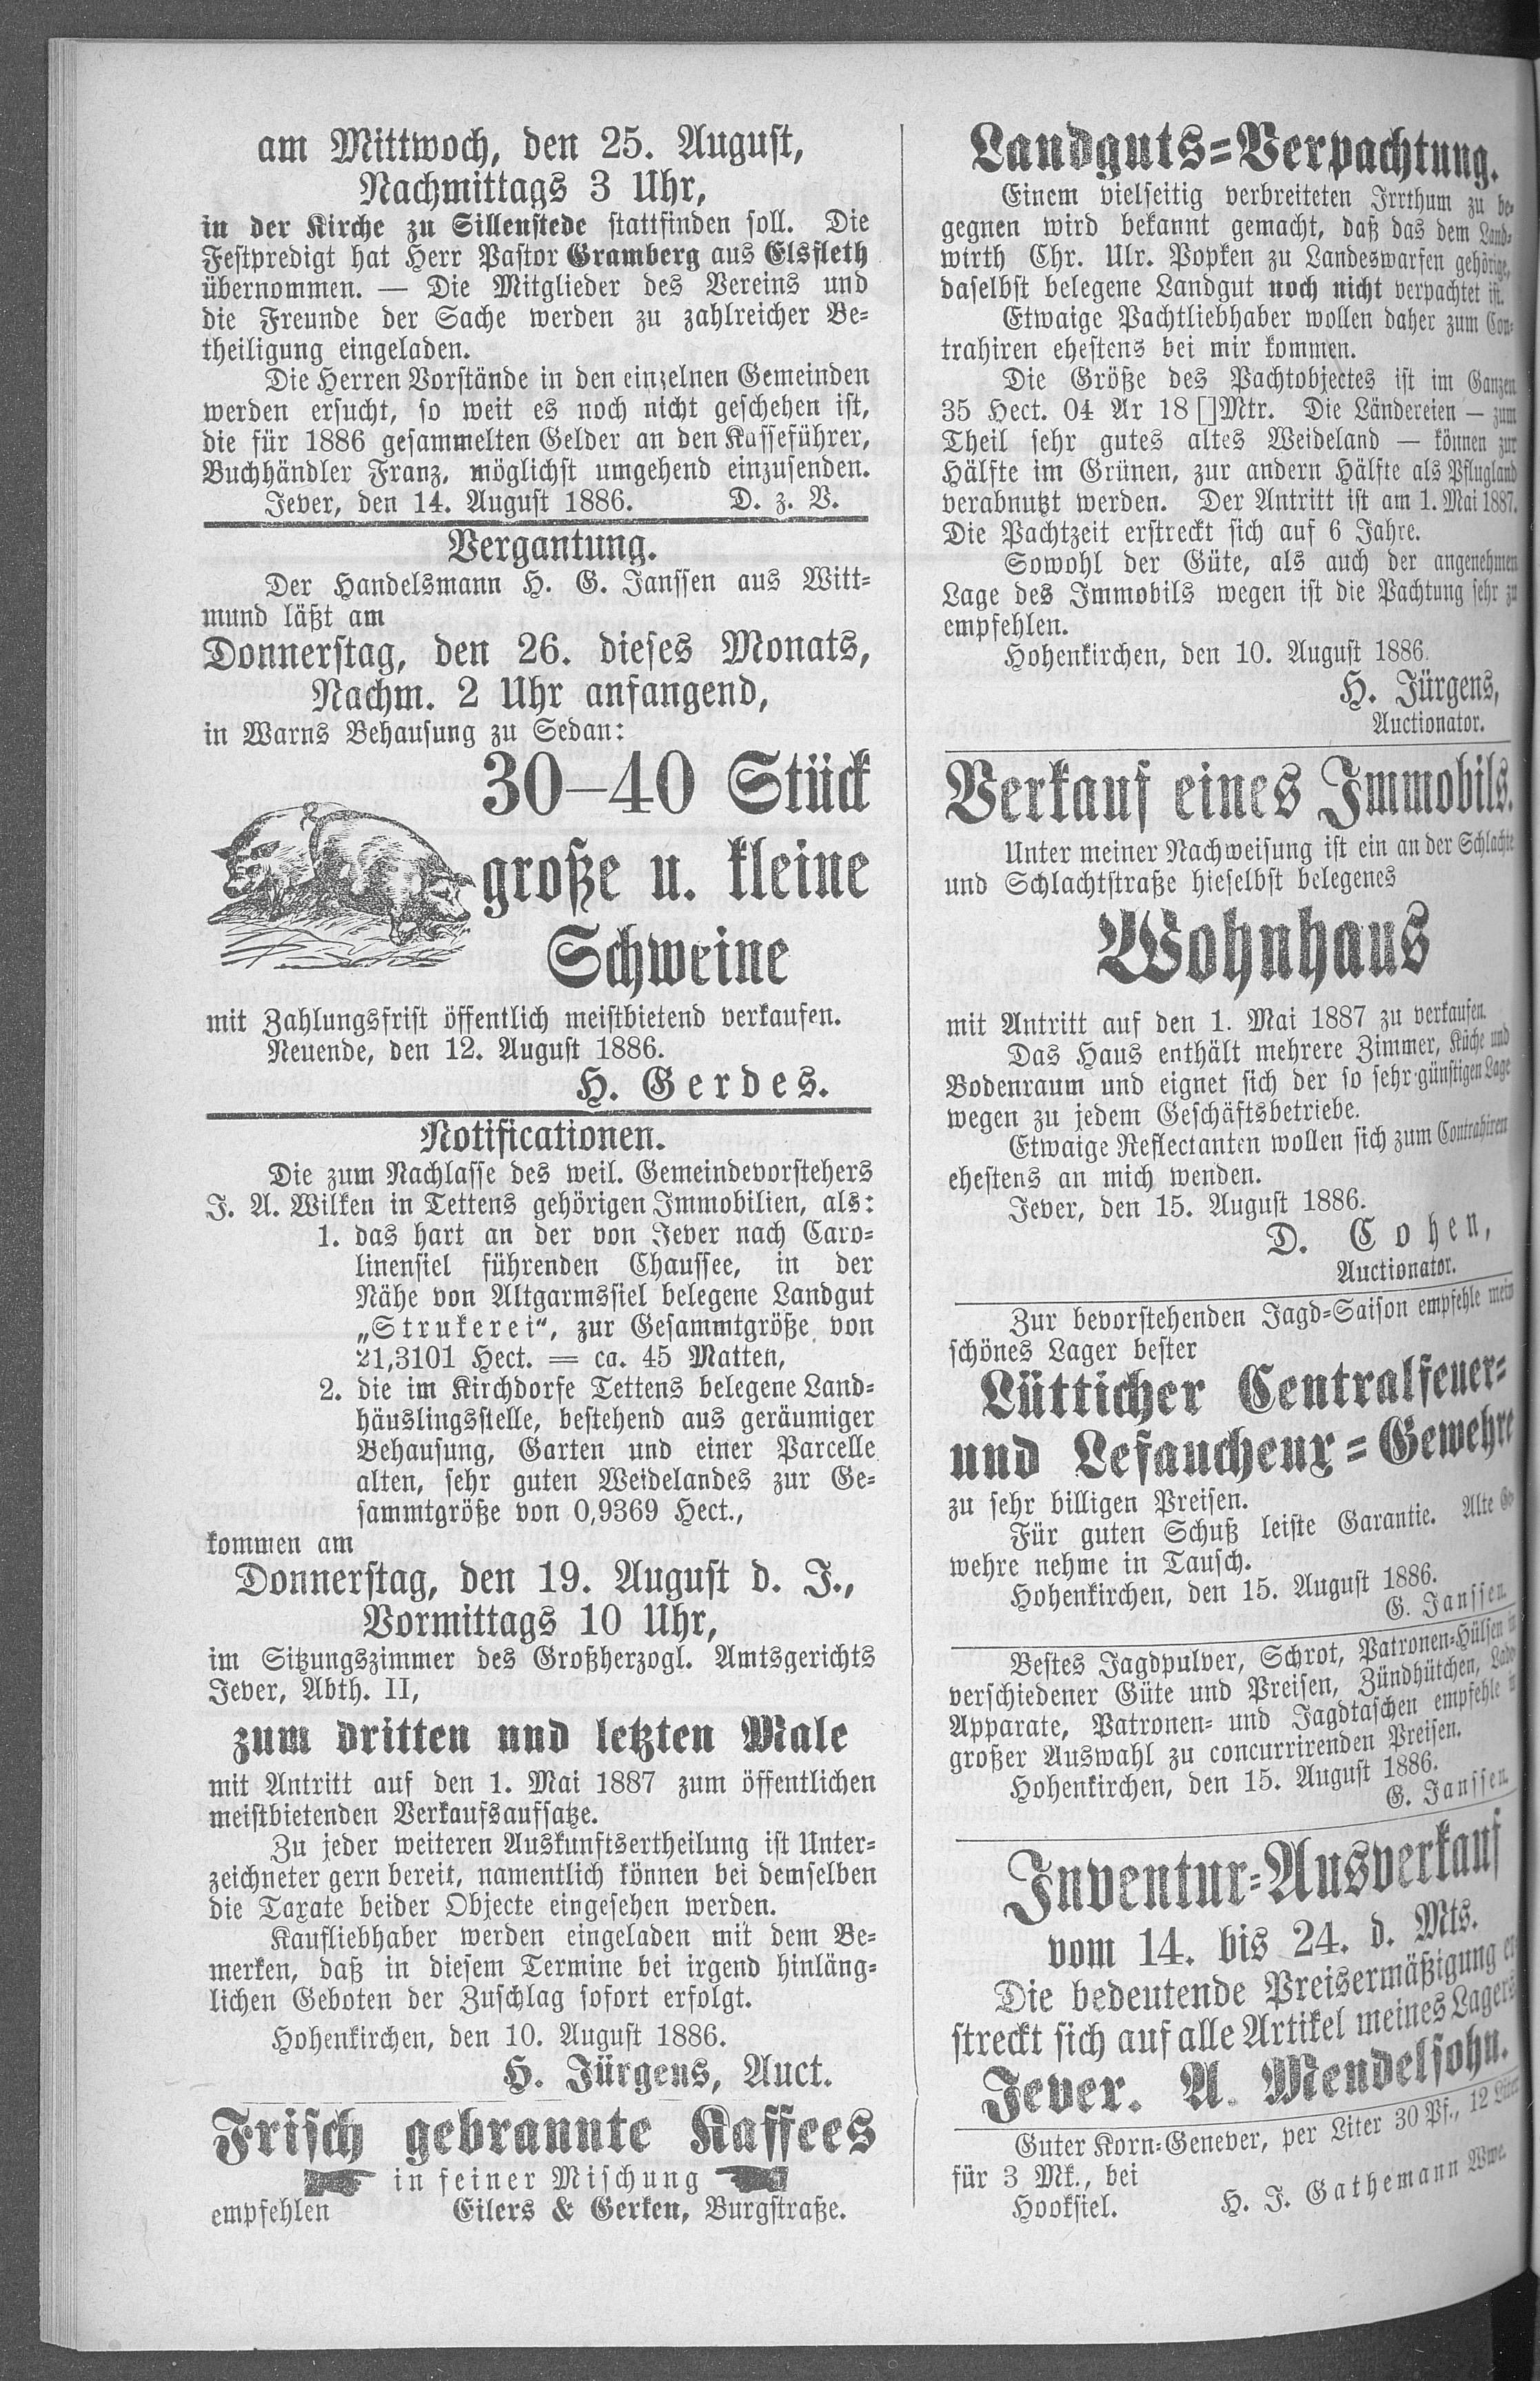 am Mittwoch, den 25. August,
Nachmittags 3 Uhr,
in der Kirche zu Sillenstede stattfinden soll. Die
Festpredigt hat Herr Pastor Gramberg aus Elsfleth
übernommen. — Die Mitglieder des Vereins und
die Freunde der Sache werden zu zahlreicher Be-
theiligung eingeladen.
Die Herren Vorstände in den einzelnen Gemeinden
werden ersucht, so weit es noch nicht geschehen ist,
die für 1886 gesammelten Gelder an den Kasseführer,
Buchhändler Franz, möglichst umgehend einzusenden.
Jever, den 14. August 1886. D. z. V.
Vergantung.
Der Handelsmann H. G. Janssen aus Witt-
mund läßt am
Donnerstag, den 26. dieses Monats,
Nachm. 2 Uhr anfangend,
in Warns Behausung zu Sedan:
30—40 Stück
große u. kleine
Schweine
mit Zahlungsfrist öffentlich meistbietend verkaufen.
Neuende, den 12. August 1886.
H. Gerdes.
Notificationen.
Die zum Nachlasse des weil. Gemeindevorstehers
J. A. Wilken in Tettens gehörigen Immobilien, als:
1. das hart an der von Jever nach Caro-
linensiel führenden Chaussee, in der
Nähe von Altgarmssiel belegene Landgut
„Strukerei“, zur Gesammtgröße von
21,3101 Hect. = ca. 45 Matten,
2. die im Kirchdorfe Tettens belegene Land-
häuslingsstelle, bestehend aus geräumiger
Behausung, Garten und einer Parcelle
alten, sehr guten Weidelandes zur Ge-
sammtgröße von 0,9369 Hect.,
kommen am
Donnerstag, den 19. August d. J.,
Vormittags 10 Uhr,
im Sitzungszimmer des Großherzogl. Amtsgerichts
Jever, Abth. II,
zum dritten und letzten Male
mit Antritt auf den 1. Mai 1887 zum öffentlichen
meistbietenden Verkaufsaufsatze.
Zu jeder weiteren Auskunftsertheilung ist Unter-
zeichneter gern bereit, namentlich können bei demselben
die Taxate beider Objecte eingesehen werden.
Kaufliebhaber werden eingeladen mit dem Be-
merken, daß in diesem Termine bei irgend hinläng-
lichen Geboten der Zuschlag sofort erfolgt.
Hohenkirchen, den 10. August 1886.
H. Jürgens, Auct.
Frisch gebrannte Kaffees
in feiner Mischung
empfehlen Eilers & Gerken, Burgstraße.
Landguts-Verpachtung.
Einem vielseitig verbreiteten Irrthum zu be-
gegnen wird bekannt gemacht, daß das dem Land-
wirth Chr. Ulr. Popken zu Landeswarfen gehörige,
daselbst belegene Landgut noch nicht verpachtet ist.
Etwaige Pachtliebhaber wollen daher zum Con-
trahiren ehestens bei mir kommen.
Die Größe des Pachtobjectes ist im Ganzen
35 Hect. 04 Ar 18 []Mtr. Die Ländereien — zum
Theil sehr gutes altes Weideland — können zur
Hälfte im Grünen, zur andern Hälfte als Pflugland
verabnutzt werden. Der Antritt ist am 1. Mai 1887.
Die Pachtzeit erstreckt sich auf 6 Jahre.
Sowohl der Güte, als auch der angenehmen
Lage des Immobils wegen ist die Pachtung sehr zu
empfehlen.
Hohenkirchen, den 10. August 1886.
H. Jürgens,
Auctionator.
Verkauf eines Immobils.
Unter meiner Nachweisung ist ein an der Schlachte
und Schlachtstraße hieselbst belegenes
Wohnhaus
mit Antritt auf den 1. Mai 1887 zu verkaufen.
Das Haus enthält mehrere Zimmer, Küche und
Bodenraum und eignet sich der so sehr günstigen Lage
wegen zu jedem Geschäftsbetriebe.
Etwaige Reflectanten wollen sich zum Contrahiren
ehestens an mich wenden.
Jever, den 15. August 1886.
D. Cohen,
Auctionator.
Zur bevorstehenden Jagd-Saison empfehle mein
schönes Lager bester
Lütticher Centralfeuer-
und Lefaucheux-Gewehre
zu sehr billigen Preisen.
Für guten Schuß leiste Garantie. Alte Ge-
wehre nehme in Tausch.
Hohenkirchen, den 15. August 1886.
G. Janssen.
Bestes Jagdpulver, Schrot, Patronen-Hülsen in
verschiedener Güte und Preisen, Zündhütchen, Lade-
Apparate, Patronen- und Jagdtaschen empfehle in
großer Auswahl zu concurrirenden Preisen.
Hohenkirchen, den 15. August 1886.
G. Janssen.
Inventur-Ausverkauf
vom 14. bis 24. d. Mts.
Die bedeutende Preisermäßigung er-
streckt sich auf alle Artikel meines Lagers.
Jever. A. Mendelsohn.
Guter Korn-Genever, per Liter 30 Pf., 12 Liter
für 3 Mk., bei
Hooksiel. H. J. Gathemann Wwe.